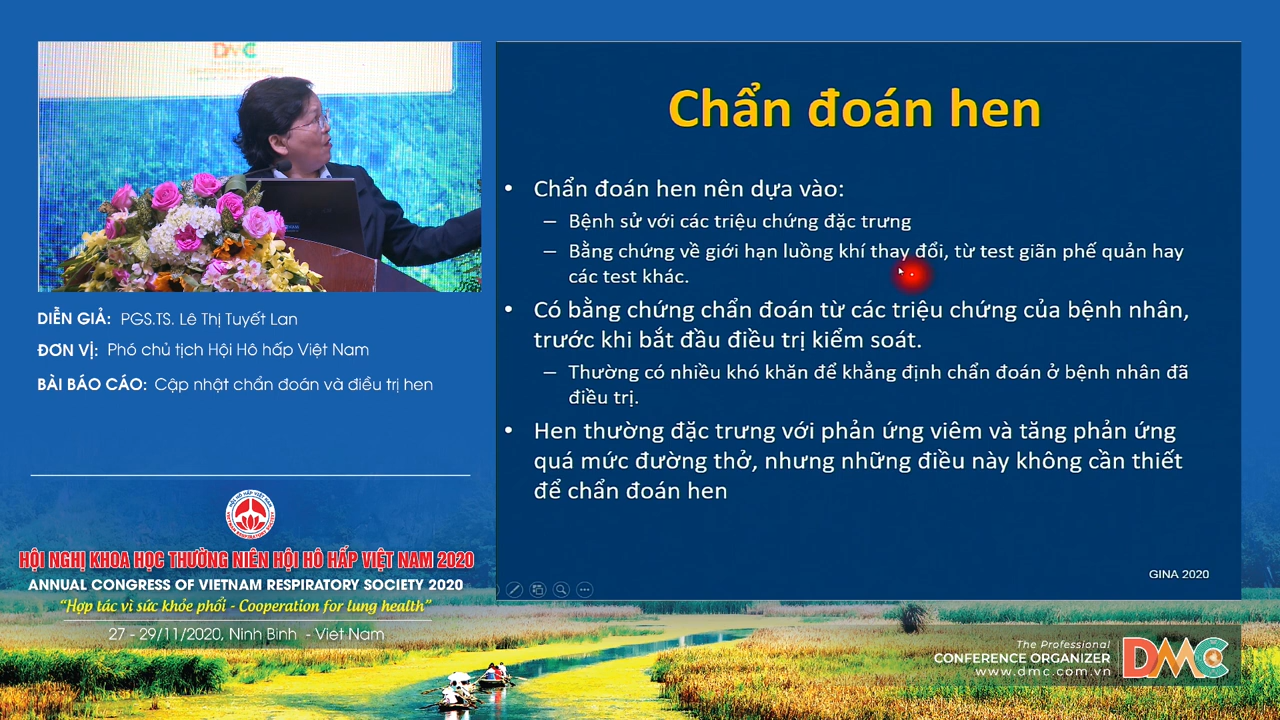 DMC
DIỄN GIẢ: PGS.TS. Lê Thị Tuyết Lan
ĐƠN VỊ: Phó chủ tịch Hội Hô hấp Việt Nam
BÀI BÁO CÁO: Cập nhật chẩn đoán và điều trị hen
HỘI NGHỊ KHOA HỌC THƯỜNG NIÊN HỘI HÔ HẤP VIỆT NAM 2020
ANNUAL CONGRESS OF VIETNAM RESPIRATORY SOCIETY 2020
“Hợp tác vì sức khỏe phổi - Cooperation for lung health”
27 - 29/11/2020, Ninh Bình - Viet Nam
Chẩn đoán hen
• Chẩn đoán hen nên dựa vào:
– Bệnh sử với các triệu chứng đặc trưng
– Bằng chứng về giới hạn luồng khí thay đổi, từ test giãn phế quản hay
các test khác.
• Có bằng chứng chẩn đoán từ các triệu chứng của bệnh nhân,
trước khi bắt đầu điều trị kiểm soát.
– Thường có nhiều khó khăn để khẳng định chẩn đoán ở bệnh nhân đã
điều trị.
• Hen thường đặc trưng với phản ứng viêm và tăng phản ứng
quá mức đường thở, nhưng những điều này không cần thiết
để chẩn đoán hen
GINA 2020
The Professional
CONFERENCE ORGANIZER
www.dmc.com.vn
DMC